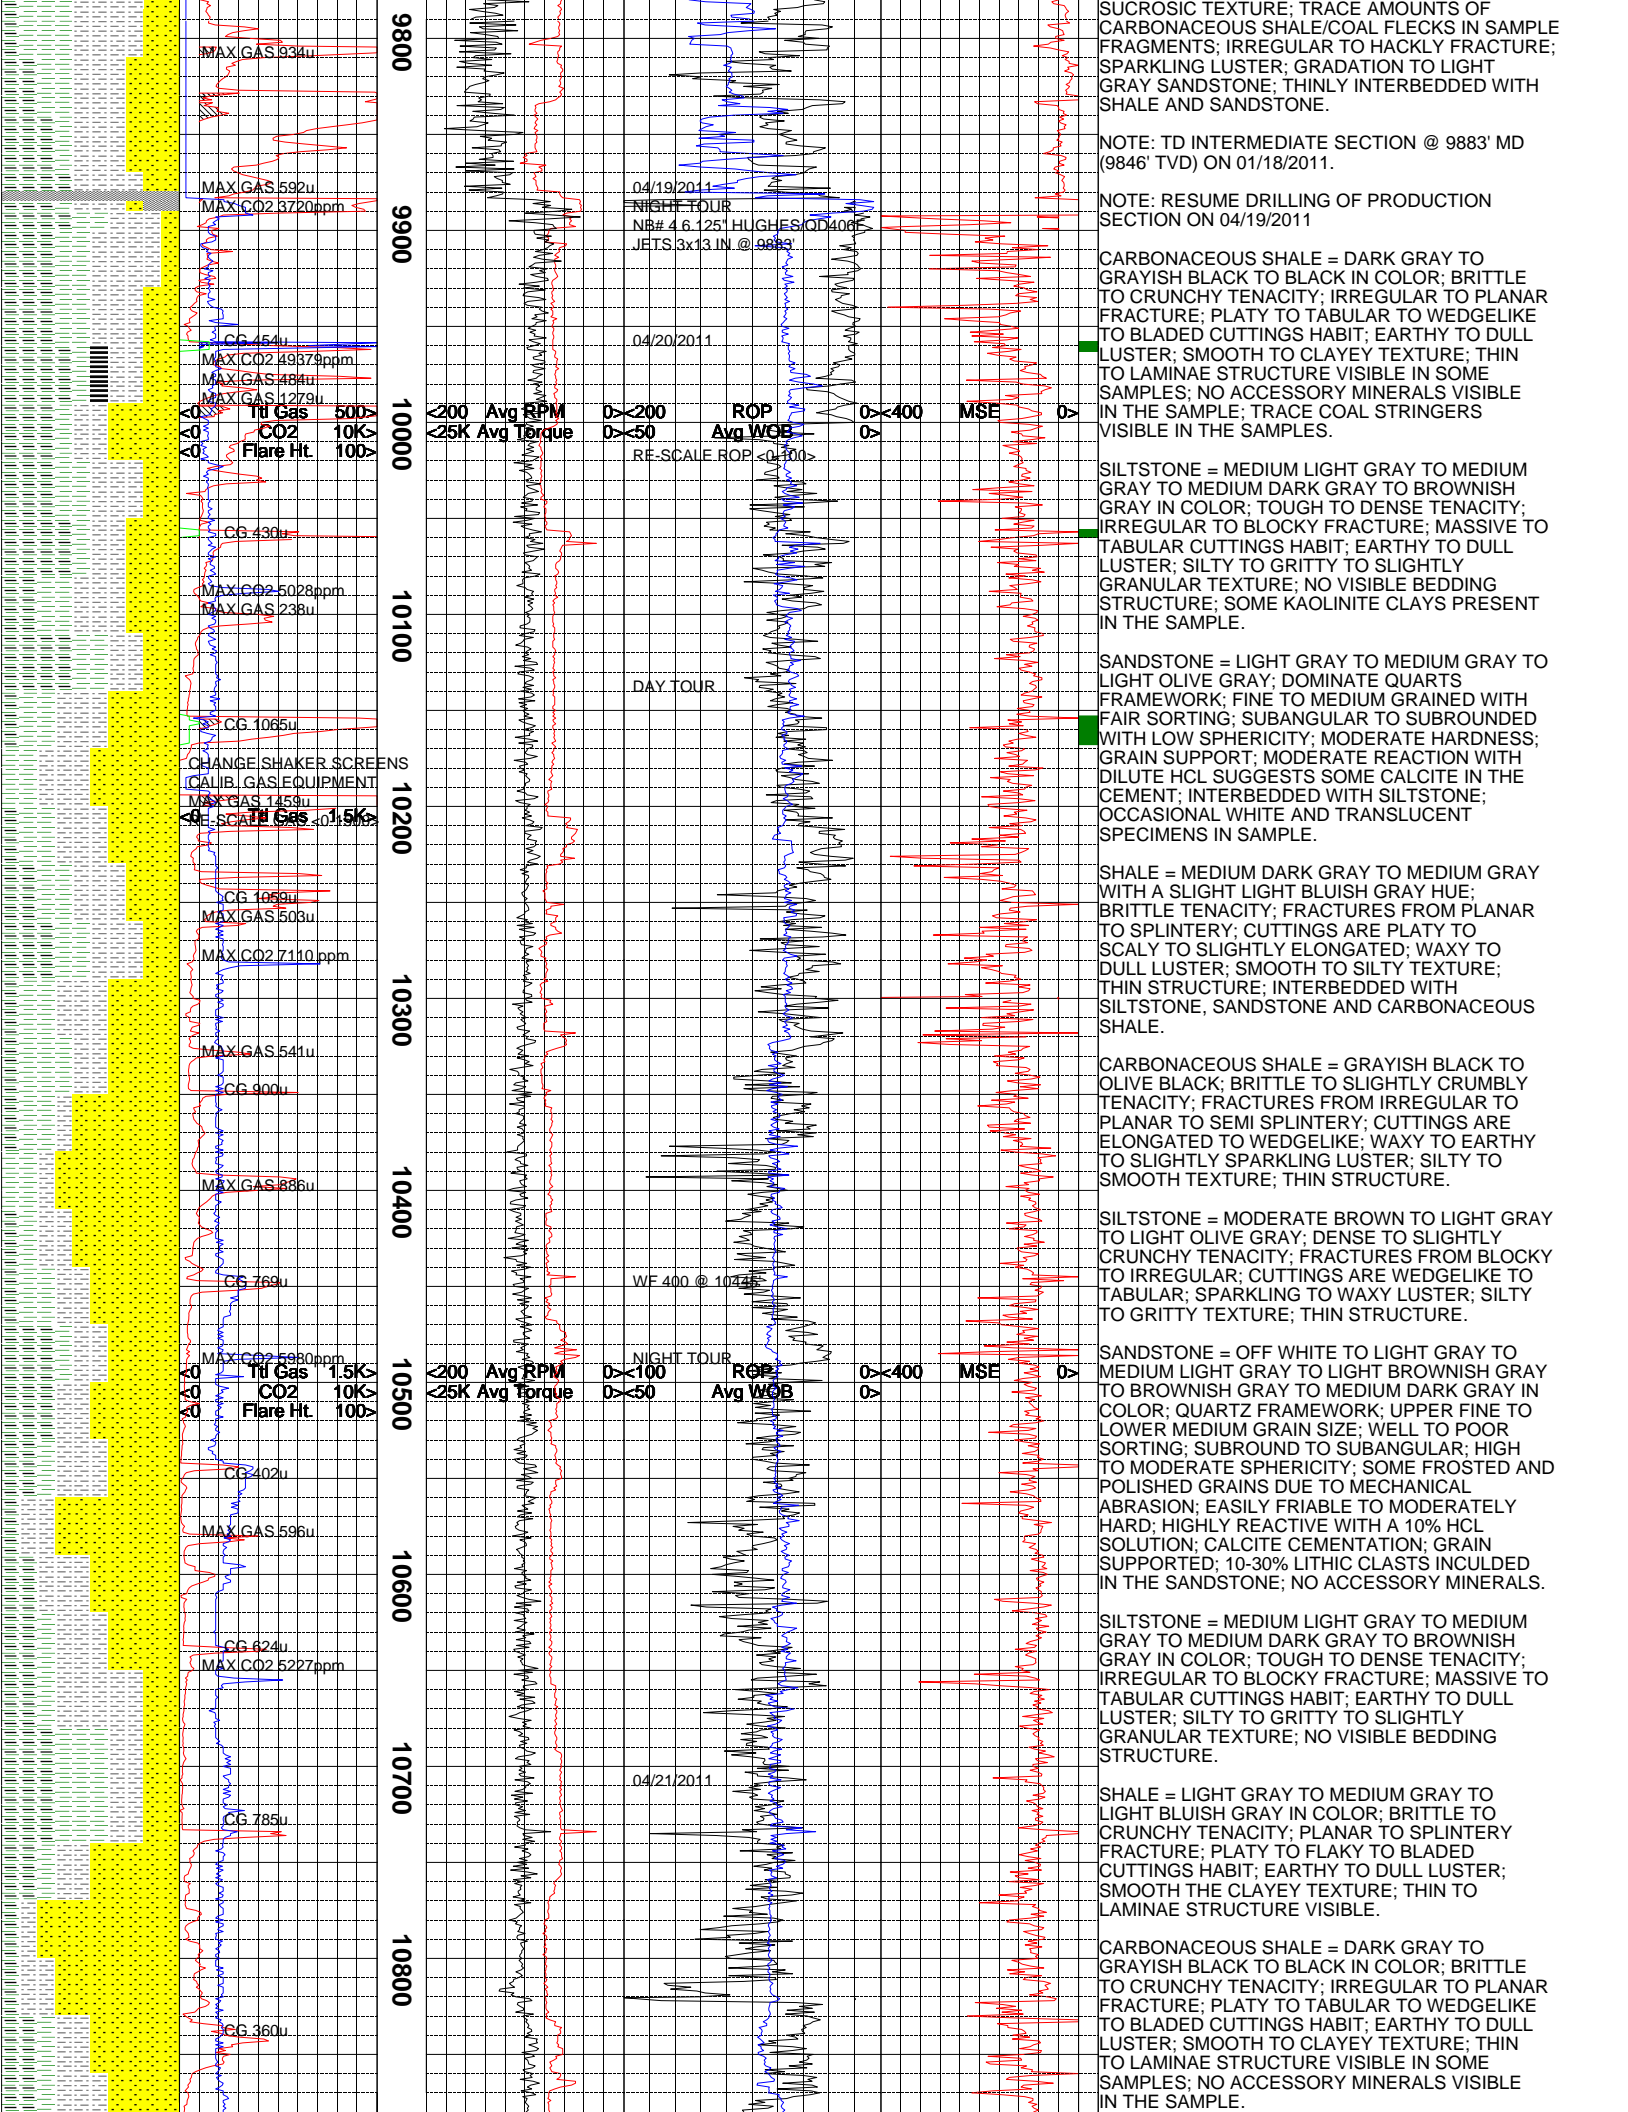 9800
MAX GAS 934u
MAX GAS 592u
MAX CO2 3720ppm
04/19/2011
NIGHT TOUR
NB# 4 6.125" HUGHES/QD406F
JETS 3x13 IN @ 9883'
9900
CG 454u
04/20/2011
MAX CO2 49379ppm
MAX GAS 484u
MAX GAS 1279u
<0 Ttl Gas 500> <200 Avg RPM 0><200 ROP 0><400 MSE 0>
<0 CO2 10K> <25K Avg Torque 0><50 Avg WOB 0>
<0 Flare Ht. 100>
RE-SCALE ROP <0-100>
10000
CG 430u
MAX CO2 5028ppm
MAX GAS 238u
10100
DAY TOUR
CG 1065u
CHANGE SHAKER SCREENS
CALIB. GAS EQUIPMENT
MAX GAS 1459u
<0 Ttl Gas 1.5K>
RE-SCALE GAS <0-1500>
10200
CG 1059u
MAX GAS 503u
MAX CO2 7110 ppm
10300
MAX GAS 541u
CG 900u
MAX GAS 886u
10400
CG 769u
WF 400 @ 10445'
MAX CO2 5980ppm
NIGHT TOUR
<0 Ttl Gas 1.5K> <200 Avg RPM 0><100 ROP 0><400 MSE 0>
<0 CO2 10K> <25K Avg Torque 0><50 Avg WOB 0>
<0 Flare Ht. 100>
10500
CG 402u
MAX GAS 596u
10600
CG 624u
MAX CO2 5227ppm
04/21/2011
10700
CG 785u
10800
CG 360u
SUCROSIC TEXTURE; TRACE AMOUNTS OF
CARBONACEOUS SHALE/COAL FLECKS IN SAMPLE
FRAGMENTS; IRREGULAR TO HACKLY FRACTURE;
SPARKLING LUSTER; GRADATION TO LIGHT
GRAY SANDSTONE; THINLY INTERBEDDED WITH
SHALE AND SANDSTONE.
NOTE: TD INTERMEDIATE SECTION @ 9883' MD
(9846' TVD) ON 01/18/2011.
NOTE: RESUME DRILLING OF PRODUCTION
SECTION ON 04/19/2011
CARBONACEOUS SHALE = DARK GRAY TO
GRAYISH BLACK TO BLACK IN COLOR; BRITTLE
TO CRUNCHY TENACITY; IRREGULAR TO PLANAR
FRACTURE; PLATY TO TABULAR TO WEDGELIKE
TO BLADED CUTTINGS HABIT; EARTHY TO DULL
LUSTER; SMOOTH TO CLAYEY TEXTURE; THIN
TO LAMINAE STRUCTURE VISIBLE IN SOME
SAMPLES; NO ACCESSORY MINERALS VISIBLE
IN THE SAMPLE; TRACE COAL STRINGERS
VISIBLE IN THE SAMPLES.
SILTSTONE = MEDIUM LIGHT GRAY TO MEDIUM
GRAY TO MEDIUM DARK GRAY TO BROWNISH
GRAY IN COLOR; TOUGH TO DENSE TENACITY;
IRREGULAR TO BLOCKY FRACTURE; MASSIVE TO
TABULAR CUTTINGS HABIT; EARTHY TO DULL
LUSTER; SILTY TO GRITTY TO SLIGHTLY
GRANULAR TEXTURE; NO VISIBLE BEDDING
STRUCTURE; SOME KAOLINITE CLAYS PRESENT
IN THE SAMPLE.
SANDSTONE = LIGHT GRAY TO MEDIUM GRAY TO
LIGHT OLIVE GRAY; DOMINATE QUARTS
FRAMEWORK; FINE TO MEDIUM GRAINED WITH
FAIR SORTING; SUBANGULAR TO SUBROUNDED
WITH LOW SPHERICITY; MODERATE HARDNESS;
GRAIN SUPPORT; MODERATE REACTION WITH
DILUTE HCL SUGGESTS SOME CALCITE IN THE
CEMENT; INTERBEDDED WITH SILTSTONE;
OCCASIONAL WHITE AND TRANSLUCENT
SPECIMENS IN SAMPLE.
SHALE = MEDIUM DARK GRAY TO MEDIUM GRAY
WITH A SLIGHT LIGHT BLUISH GRAY HUE;
BRITTLE TENACITY; FRACTURES FROM PLANAR
TO SPLINTERY; CUTTINGS ARE PLATY TO
SCALY TO SLIGHTLY ELONGATED; WAXY TO
DULL LUSTER; SMOOTH TO SILTY TEXTURE;
THIN STRUCTURE; INTERBEDDED WITH
SILTSTONE, SANDSTONE AND CARBONACEOUS
SHALE.
CARBONACEOUS SHALE = GRAYISH BLACK TO
OLIVE BLACK; BRITTLE TO SLIGHTLY CRUMBLY
TENACITY; FRACTURES FROM IRREGULAR TO
PLANAR TO SEMI SPLINTERY; CUTTINGS ARE
ELONGATED TO WEDGELIKE; WAXY TO EARTHY
TO SLIGHTLY SPARKLING LUSTER; SILTY TO
SMOOTH TEXTURE; THIN STRUCTURE.
SILTSTONE = MODERATE BROWN TO LIGHT GRAY
TO LIGHT OLIVE GRAY; DENSE TO SLIGHTLY
CRUNCHY TENACITY; FRACTURES FROM BLOCKY
TO IRREGULAR; CUTTINGS ARE WEDGELIKE TO
TABULAR; SPARKLING TO WAXY LUSTER; SILTY
TO GRITTY TEXTURE; THIN STRUCTURE.
SANDSTONE = OFF WHITE TO LIGHT GRAY TO
MEDIUM LIGHT GRAY TO LIGHT BROWNISH GRAY
TO BROWNISH GRAY TO MEDIUM DARK GRAY IN
COLOR; QUARTZ FRAMEWORK; UPPER FINE TO
LOWER MEDIUM GRAIN SIZE; WELL TO POOR
SORTING; SUBROUND TO SUBANGULAR; HIGH
TO MODERATE SPHERICITY; SOME FROSTED AND
POLISHED GRAINS DUE TO MECHANICAL
ABRASION; EASILY FRIABLE TO MODERATELY
HARD; HIGHLY REACTIVE WITH A 10% HCL
SOLUTION; CALCITE CEMENTATION; GRAIN
SUPPORTED; 10-30% LITHIC CLASTS INCULDED
IN THE SANDSTONE; NO ACCESSORY MINERALS.
SILTSTONE = MEDIUM LIGHT GRAY TO MEDIUM
GRAY TO MEDIUM DARK GRAY TO BROWNISH
GRAY IN COLOR; TOUGH TO DENSE TENACITY;
IRREGULAR TO BLOCKY FRACTURE; MASSIVE TO
TABULAR CUTTINGS HABIT; EARTHY TO DULL
LUSTER; SILTY TO GRITTY TO SLIGHTLY
GRANULAR TEXTURE; NO VISIBLE BEDDING
STRUCTURE.
SHALE = LIGHT GRAY TO MEDIUM GRAY TO
LIGHT BLUISH GRAY IN COLOR; BRITTLE TO
CRUNCHY TENACITY; PLANAR TO SPLINTERY
FRACTURE; PLATY TO FLAKY TO BLADED
CUTTINGS HABIT; EARTHY TO DULL LUSTER;
SMOOTH THE CLAYEY TEXTURE; THIN TO
LAMINAE STRUCTURE VISIBLE.
CARBONACEOUS SHALE = DARK GRAY TO
GRAYISH BLACK TO BLACK IN COLOR; BRITTLE
TO CRUNCHY TENACITY; IRREGULAR TO PLANAR
FRACTURE; PLATY TO TABULAR TO WEDGELIKE
TO BLADED CUTTINGS HABIT; EARTHY TO DULL
LUSTER; SMOOTH TO CLAYEY TEXTURE; THIN
TO LAMINAE STRUCTURE VISIBLE IN SOME
SAMPLES; NO ACCESSORY MINERALS VISIBLE
IN THE SAMPLE.